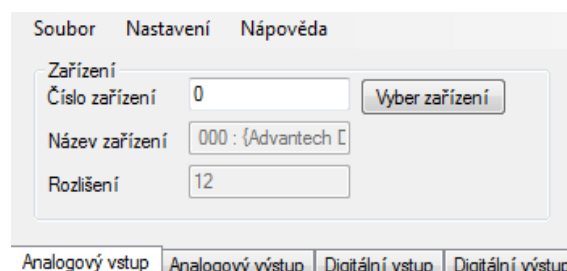 Soubor Nastavení Nápověda
Zařízení
Číslo zařízení 0 Vyber zařízení
Název zařízení 000 : {Advantech D
Rozlišení 12
Analogový vstup Analogový výstup Digitální vstup Digitální výstup